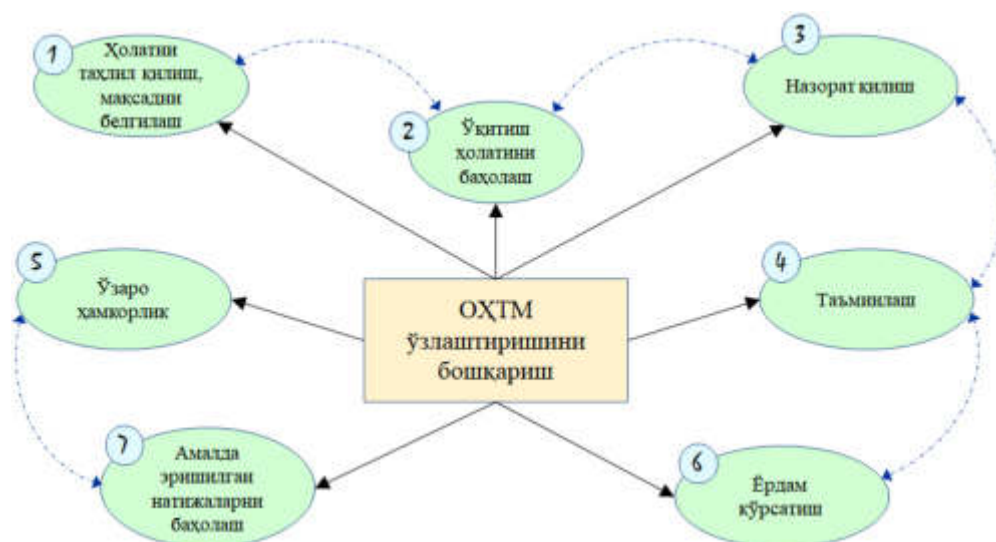 1
Ҳолатни
таҳлил қилиш,
мақсадни
белгилаш
2
Ўқитиш
ҳолатини
баҳолаш
3
Назорат қилиш
5
Ўзаро
ҳамкорлик
ОҲТМ
ўзлаштиришини
бошқариш
4
Таъминлаш
7
Амалда
эришилган
натижаларни
баҳолаш
6
Ёрдам
кўрсатиш